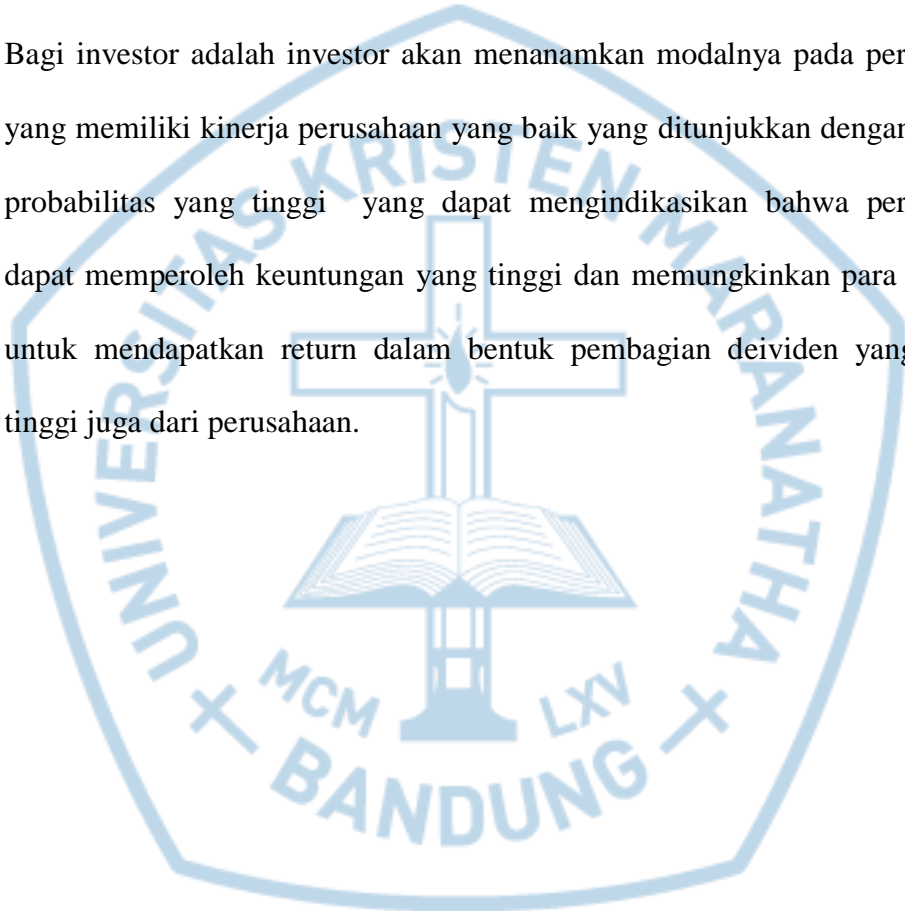 Bagi investor adalah investor akan menanamkan modalnya pada per
yang memiliki kinerja perusahaan yang baik yang ditunjukkan dengan
probabilitas yang tinggi yang dapat mengindikasikan bahwa per
dapat memperoleh keuntungan yang tinggi dan memungkinkan para
untuk mendapatkan return dalam bentuk pembagian deividen yang
tinggi juga dari perusahaan.
UNIVERSITAS KRISTEN MARANATHA
MCM LXV
BANDUNG